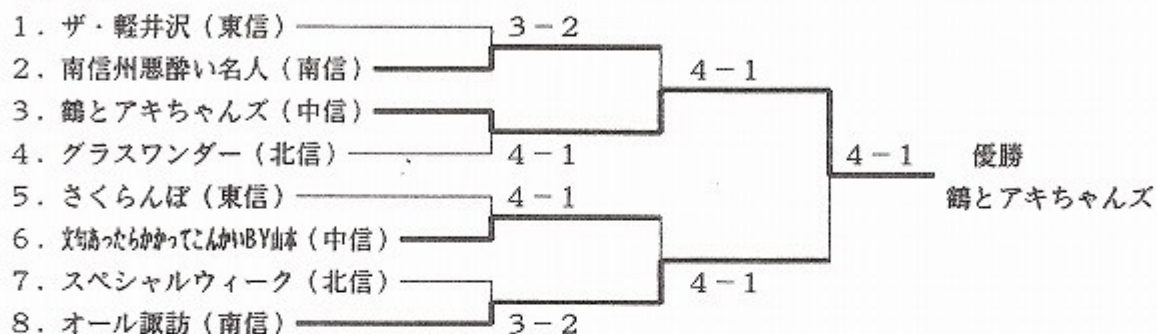 1．ザ・軽井沢（東信）
3－2
2．南信州悪酔い名人（南信）
4－1
3．鶴とアキちゃんズ（中信）
4．グラスワンダー（北信）
4－1
4－1 優勝
5．さくらんぼ（東信）
4－1
鶴とアキちゃんズ
6．文句あったらかかってこんかいBY山本（中信）
7．スペシャルウィーク（北信）
4－1
8．オール諏訪（南信）
3－2